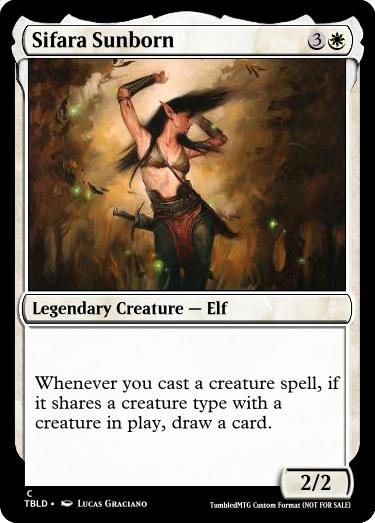 Sifara Sunborn 3
Legendary Creature — Elf
Whenever you cast a creature spell, if
it shares a creature type with a
creature in play, draw a card.
2/2
C
TBLD • Lucas Graciano
TumbledMTG Custom Format (NOT FOR SALE)